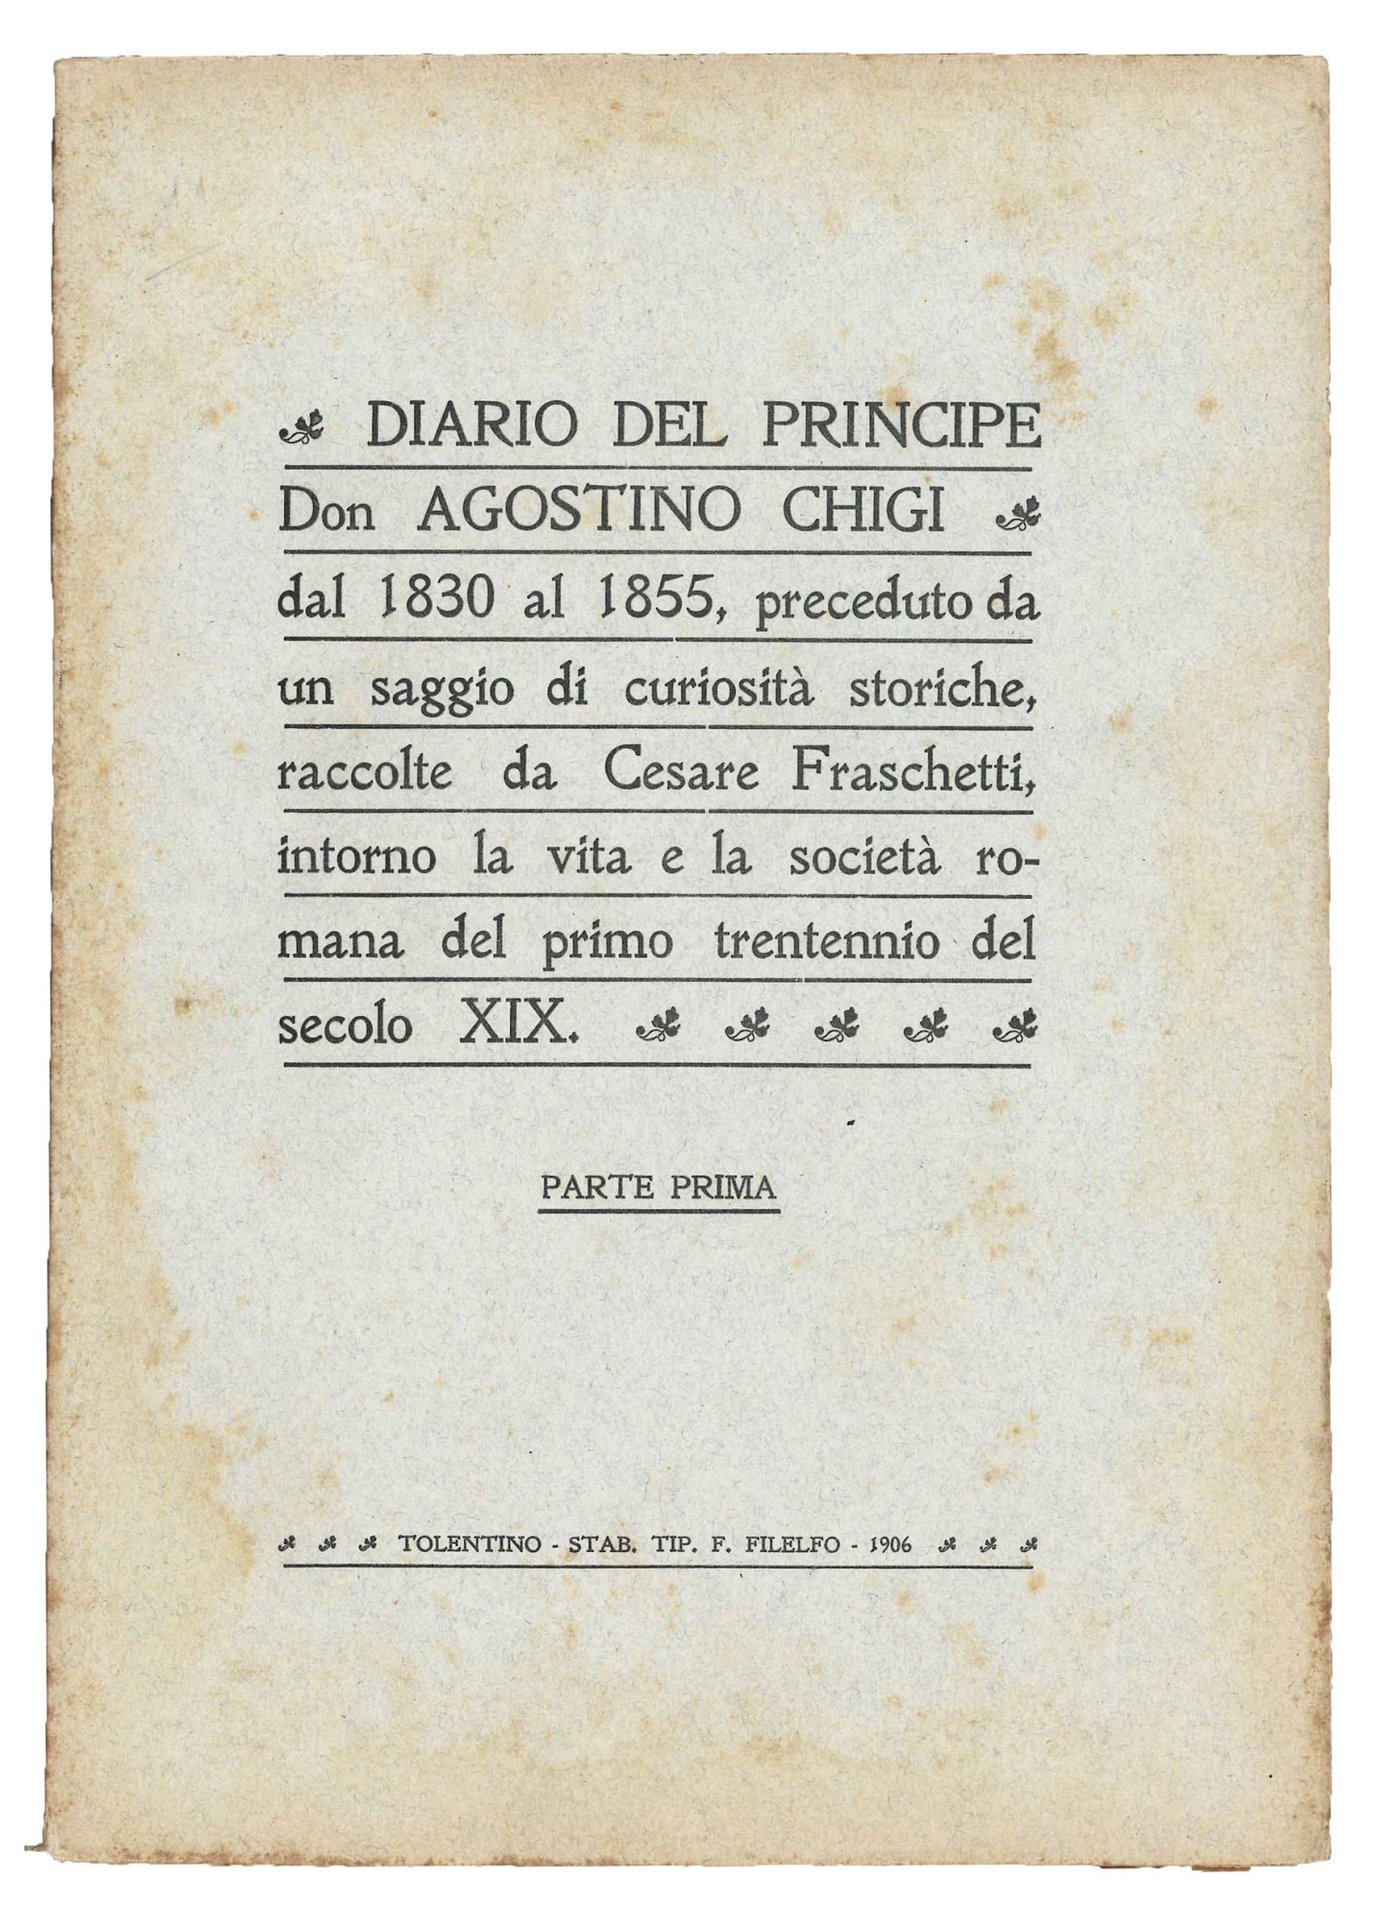 DIARIO DEL PRINCIPE
Don AGOSTINO CHIGI
dal 1830 al 1855, preceduto da
un saggio di curiosità storiche,
raccolte da Cesare Fraschetti,
intorno la vita e la società ro-
mana del primo trentennio del
secolo XIX.
PARTE PRIMA
TOLENTINO - STAB. TIP. F. FILELFO - 1906